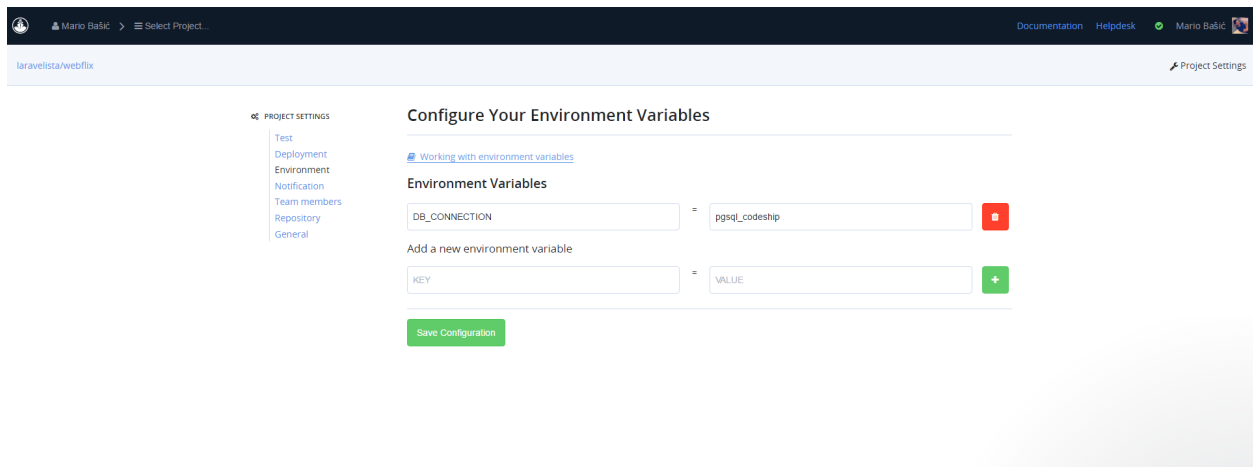 Mario Bašić > Select Project... Documentation Helpdesk Mario Bašić
laravelista/webflix Project Settings
PROJECT SETTINGS
Test
Deployment
Environment
Notification
Team members
Repository
General
Configure Your Environment Variables
Working with environment variables
Environment Variables
DB_CONNECTION = pgsql_codeship
Add a new environment variable
KEY = VALUE
Save Configuration